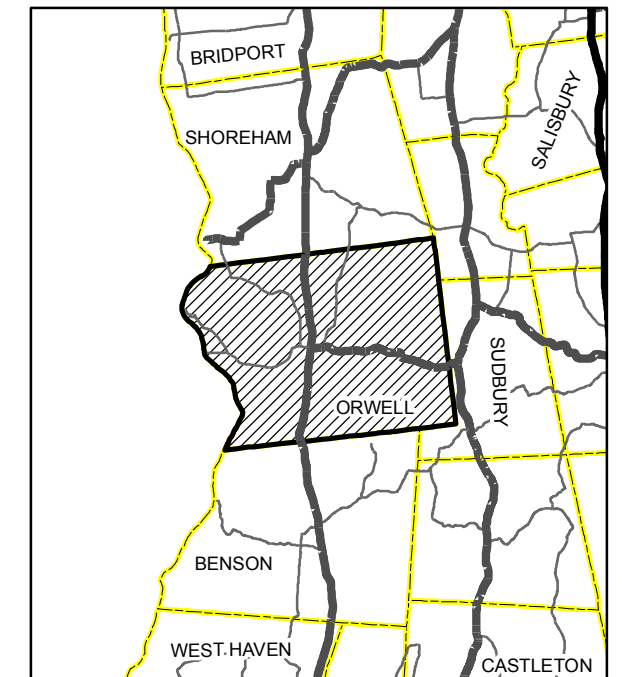 BRIDPORT
SHOREHAM
SALISBURY
SUDBURY
ORWELL
BENSON
WEST HAVEN
CASTLETON